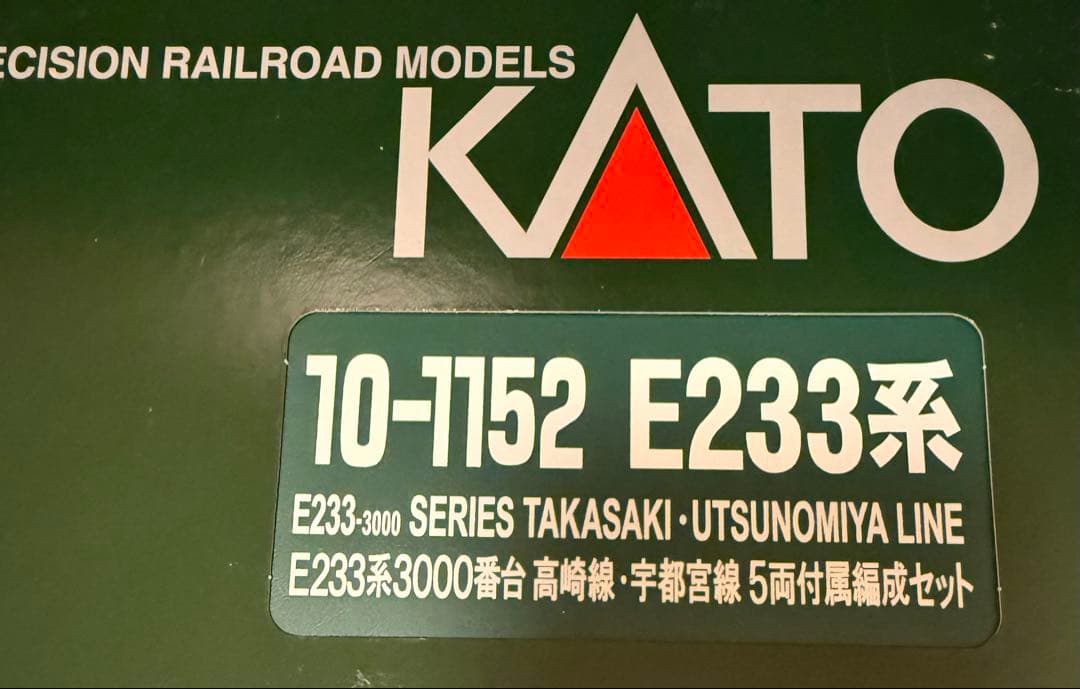 ECISION RAILROAD MODELS
KATO
10-1152 E233系
E233-3000 SERIES TAKASAKI・UTSUNOMIYA LINE
E233系3000番台 高崎線・宇都宮線 5両付属編成セット